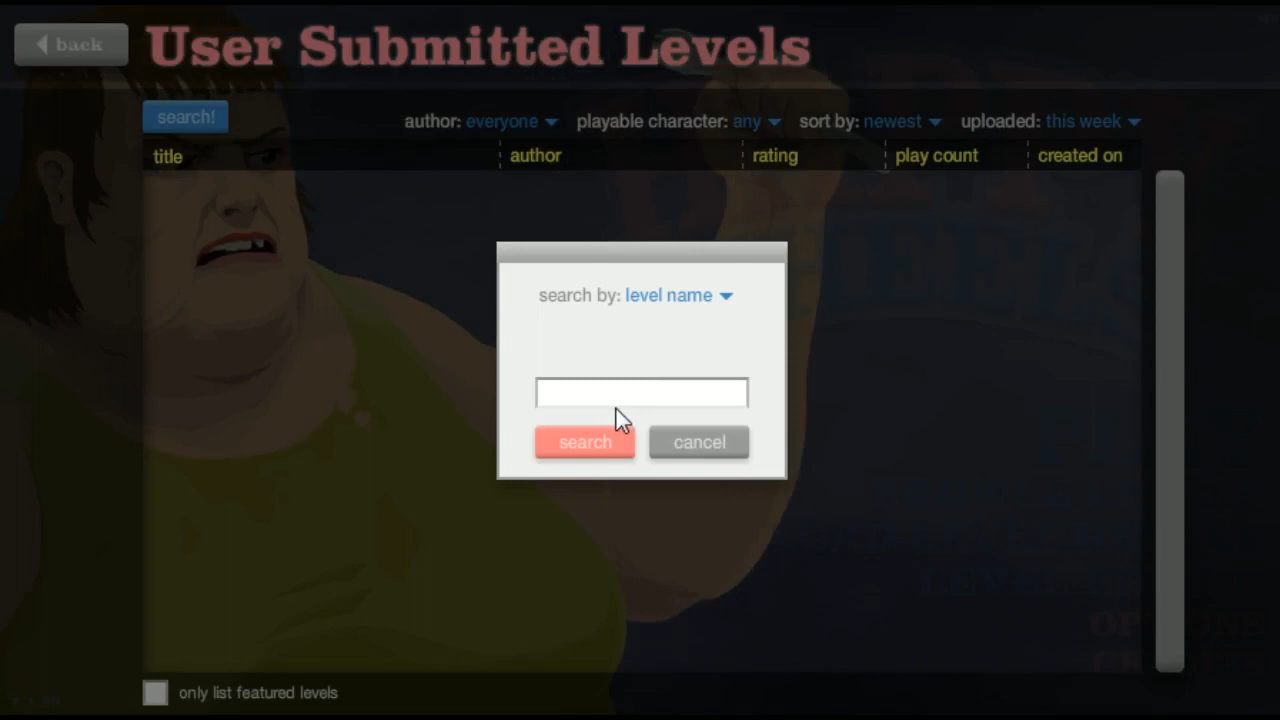 back
User Submitted Levels
search!
author: everyone playable character: any sort by: newest uploaded: this week
title author rating play count created on
search by: level name
search cancel
only list featured levels